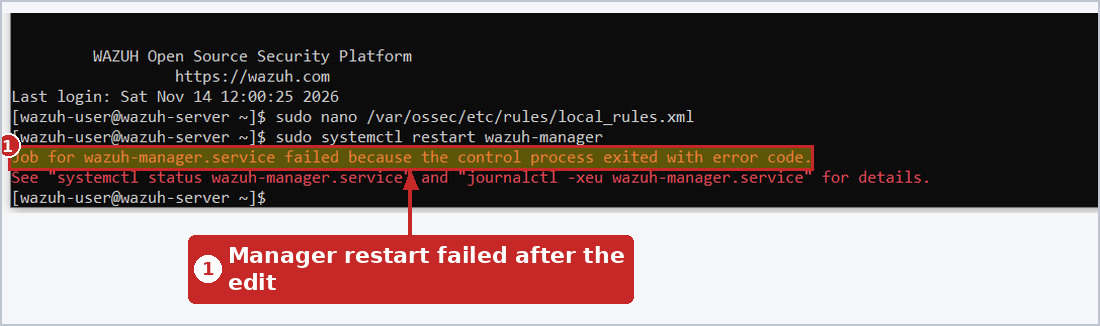 WAZUH Open Source Security Platform
https://wazuh.com
Last login: Sat Nov 14 12:00:25 2026
[wazuh-user@wazuh-server ~]$ sudo nano /var/ossec/etc/rules/local_rules.xml
[wazuh-user@wazuh-server ~]$ sudo systemctl restart wazuh-manager
1
Job for wazuh-manager.service failed because the control process exited with error code.
See "systemctl status wazuh-manager.service" and "journalctl -xeu wazuh-manager.service" for details.
[wazuh-user@wazuh-server ~]$
1 Manager restart failed after the
edit